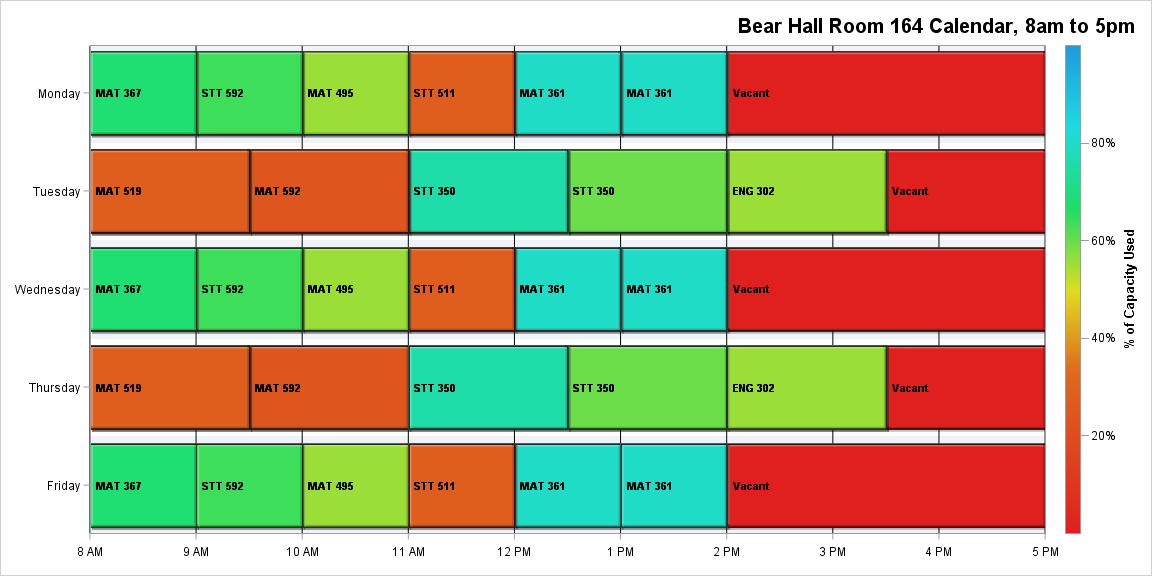 Bear Hall Room 164 Calendar, 8am to 5pm
Monday
MAT 367
STT 592
MAT 495
STT 511
MAT 361
MAT 361
Vacant
Tuesday
MAT 519
MAT 592
STT 350
STT 350
ENG 302
Vacant
Wednesday
MAT 367
STT 592
MAT 495
STT 511
MAT 361
MAT 361
Vacant
Thursday
MAT 519
MAT 592
STT 350
STT 350
ENG 302
Vacant
Friday
MAT 367
STT 592
MAT 495
STT 511
MAT 361
MAT 361
Vacant
8 AM
9 AM
10 AM
11 AM
12 PM
1 PM
2 PM
3 PM
4 PM
5 PM
80%
60%
40%
20%
% of Capacity Used